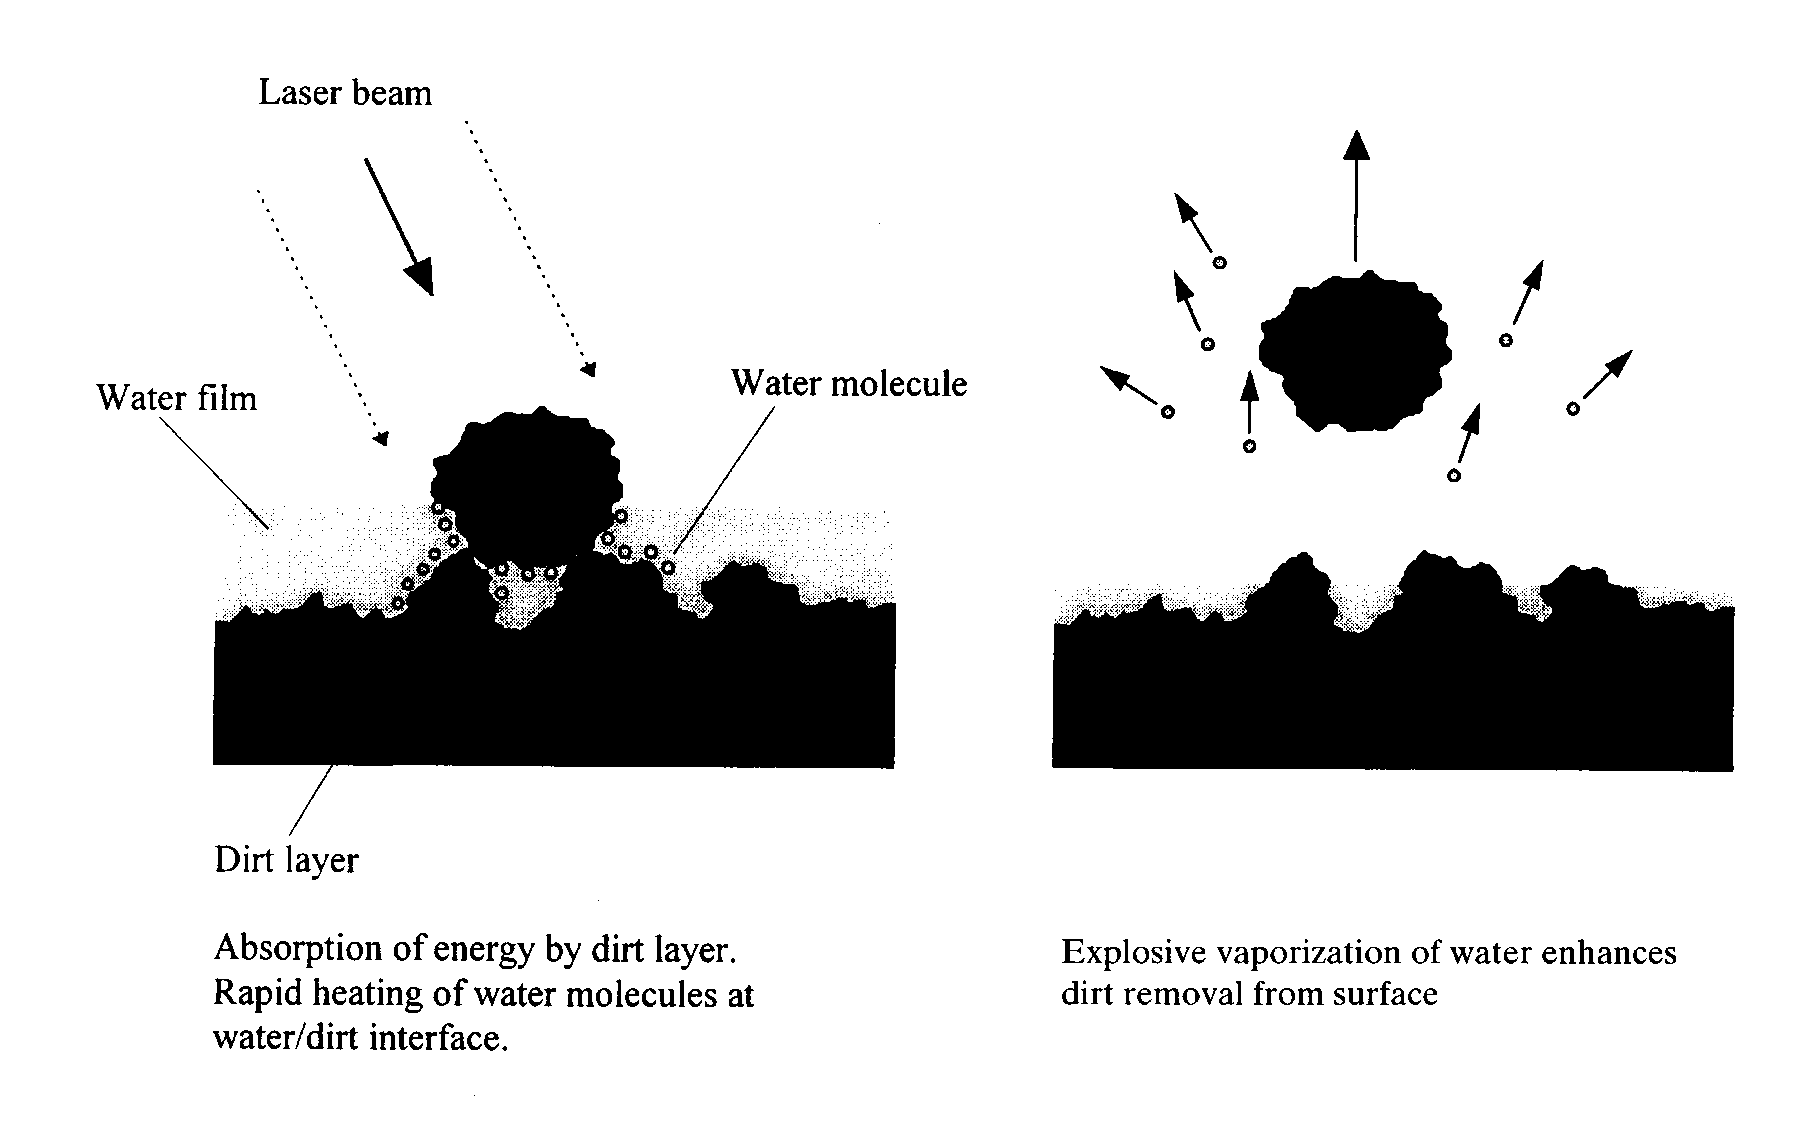 Laser beam
Water film
Water molecule
Dirt layer
Absorption of energy by dirt layer.
Rapid heating of water molecules at
water/dirt interface.
Explosive vaporization of water enhances
dirt removal from surface